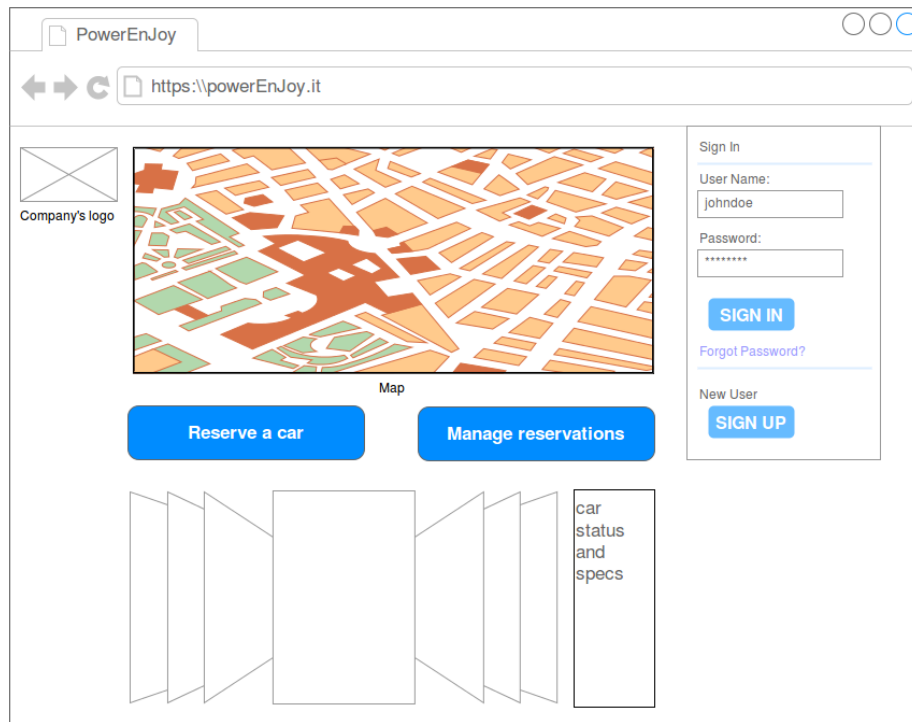 PowerEnJoy
https:\\powerEnJoy.it
Company's logo
Map
Reserve a car
Manage reservations
car
status
and
specs
Sign In
User Name:
johndoe
Password:
********
SIGN IN
Forgot Password?
New User
SIGN UP